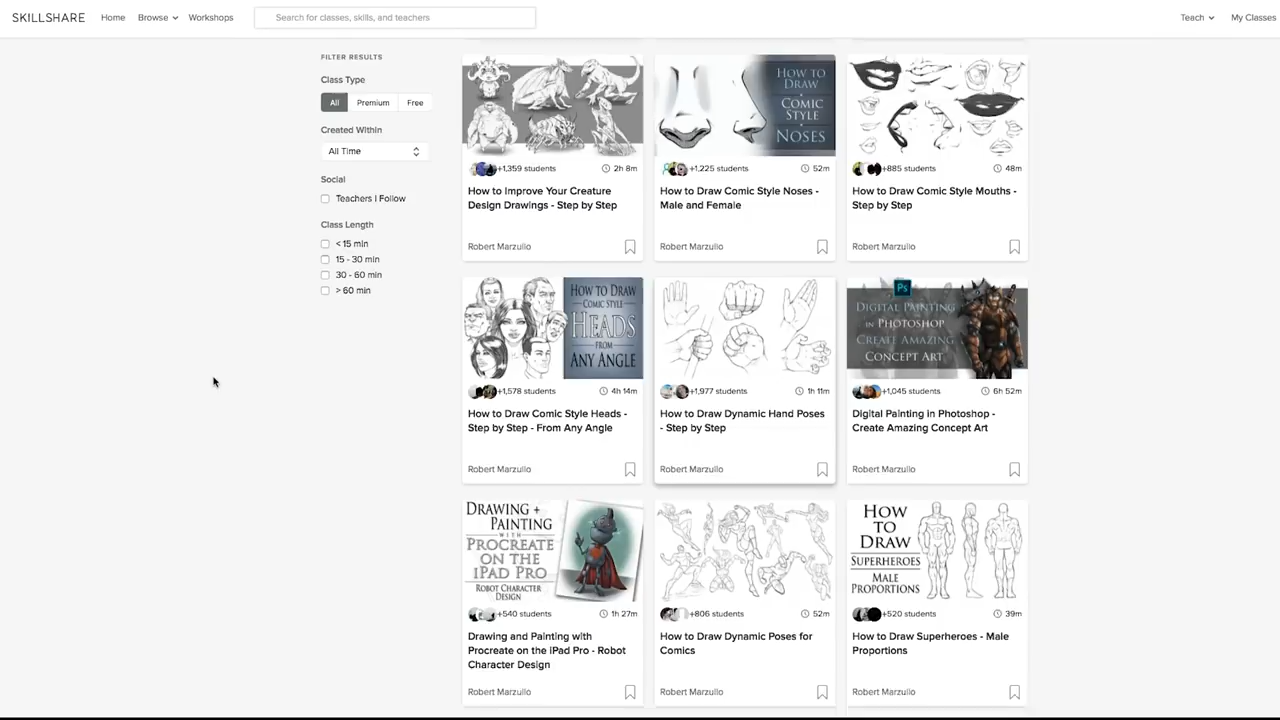 SKILLSHARE Home Browse Workshops Search for classes, skills, and teachers Teach My Classes
FILTER RESULTS
Class Type
All Premium Free
Created Within
All Time
Social
Teachers I Follow
Class Length
< 15 min
15 - 30 min
30 - 60 min
> 60 min
+1,359 students 2h 8m
How to Improve Your Creature
Design Drawings - Step by Step
Robert Marzullo
HOW TO
DRAW
COMIC
STYLE
NOSES
+1,225 students 52m
How to Draw Comic Style Noses -
Male and Female
Robert Marzullo
+885 students 48m
How to Draw Comic Style Mouths -
Step by Step
Robert Marzullo
HOW TO DRAW
COMIC STYLE
HEADS
FROM
ANY ANGLE
+1,578 students 4h 14m
How to Draw Comic Style Heads -
Step by Step - From Any Angle
Robert Marzullo
+1,977 students 1h 11m
How to Draw Dynamic Hand Poses
- Step by Step
Robert Marzullo
Ps
DIGITAL PAINTING
IN PHOTOSHOP
CREATE AMAZING
CONCEPT ART
+1,045 students 6h 52m
Digital Painting in Photoshop -
Create Amazing Concept Art
Robert Marzullo
DRAWING +
PAINTING
WITH
PROCREATE
ON THE
IPAD PRO
ROBOT CHARACTER
DESIGN
+540 students 1h 27m
Drawing and Painting with
Procreate on the iPad Pro - Robot
Character Design
Robert Marzullo
+806 students 52m
How to Draw Dynamic Poses for
Comics
Robert Marzullo
HOW
TO
DRAW
SUPERHEROES
MALE
PROPORTIONS
+520 students 39m
How to Draw Superheroes - Male
Proportions
Robert Marzullo